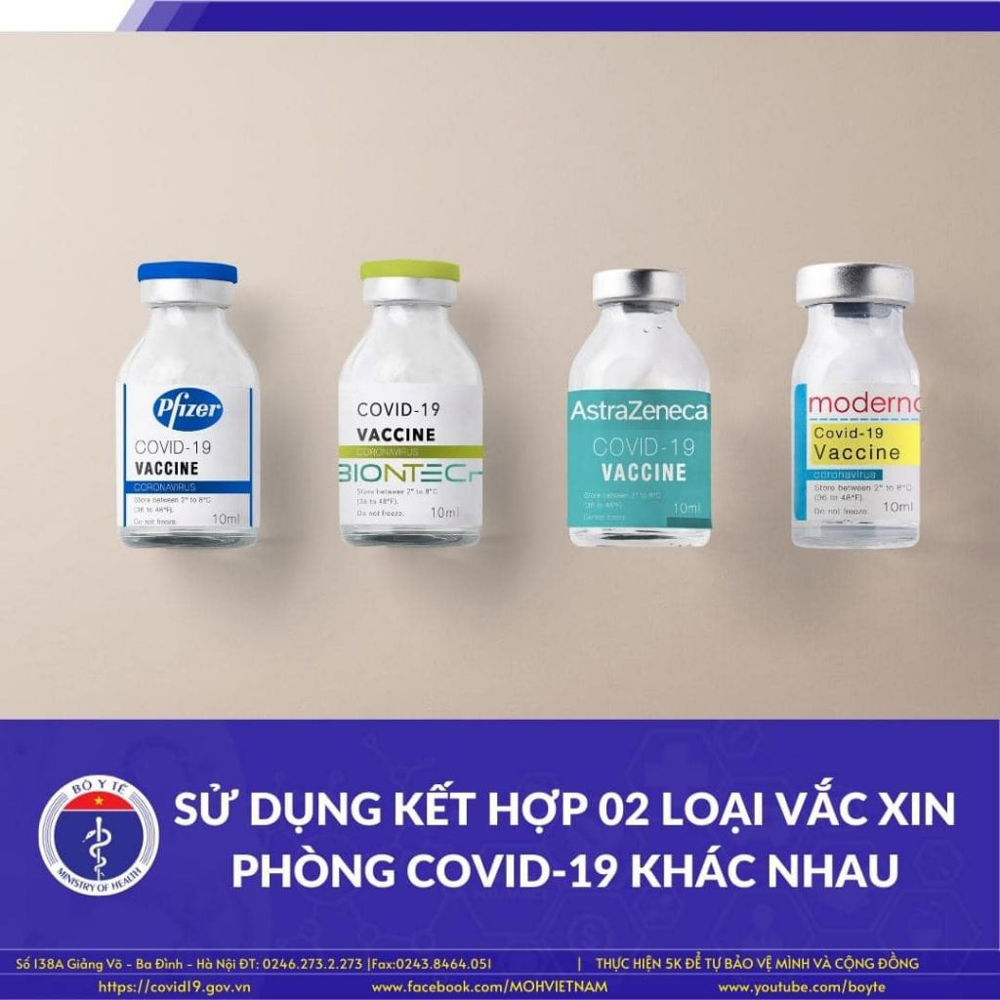 Pfizer
COVID-19
VACCINE
CORONAVIRUS
Store between 2° to 8°C
(36 to 48°F).
Do not freeze.
10ml
COVID-19
VACCINE
CORONAVIRUS
BIONTECH
Store between 2° to 8°C
(36 to 48°F).
Do not freeze.
10ml
AstraZeneca
COVID-19
VACCINE
Store between 2° to 8°C
(36 to 48°F).
Do not freeze.
10ml
moderna
Covid-19
Vaccine
coronavirus
Store between 2° to 8°C
(36 to 48°F).
Do not freeze.
10ml
BỘ Y TẾ
MINISTRY OF HEALTH
SỬ DỤNG KẾT HỢP 02 LOẠI VẮC XIN
PHÒNG COVID-19 KHÁC NHAU
Số 138A Giảng Võ - Ba Đình - Hà Nội ĐT: 0246.273.2.273 |Fax:0243.8464.051 | THỰC HIỆN 5K ĐỂ TỰ BẢO VỆ MÌNH VÀ CỘNG ĐỒNG
https://covid19.gov.vn www.facebook.com/MOHVIETNAM www.youtube.com/boyte